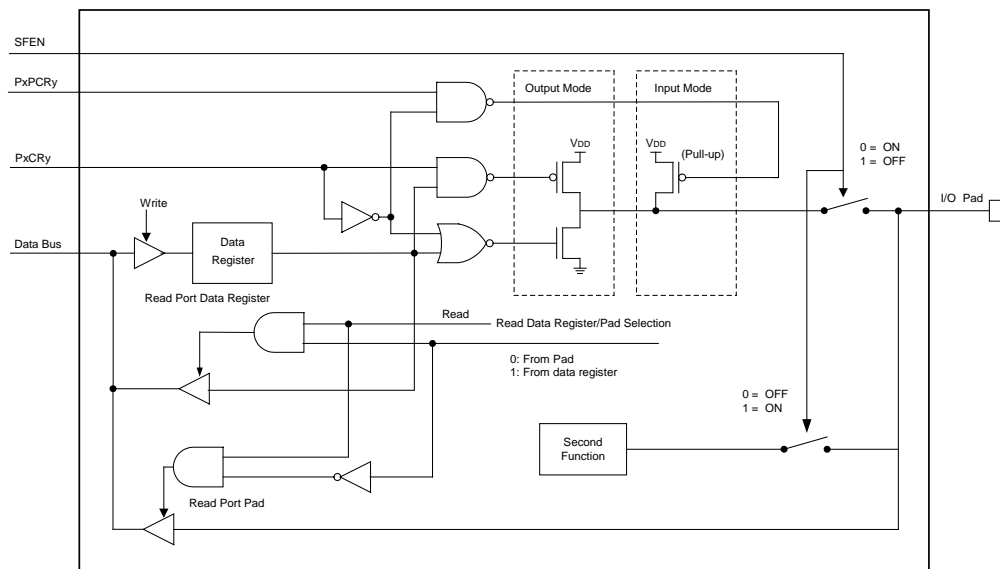 SFEN
PxPCRy
Output Mode
Input Mode
VDD
VDD
(Pull-up)
0 = ON
1 = OFF
PxCRy
I/O Pad
Write
Data Bus
Data
Register
Read Port Data Register
Read
Read Data Register/Pad Selection
0: From Pad
1: From data register
0 = OFF
1 = ON
Second
Function
Read Port Pad